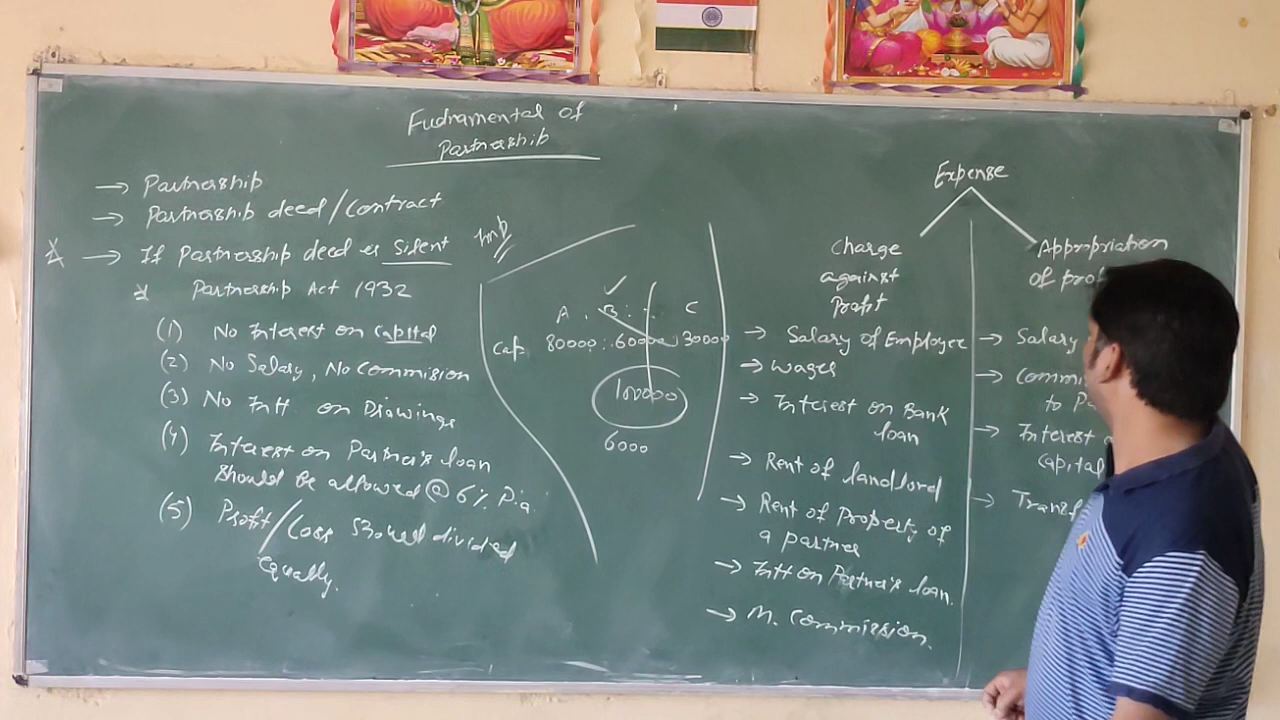 Fudramental of
Partnership
→ Partnership
→ Partnership deed/Contract
→ If Partnership deed is Silent
Imp
Partnership Act 1932
(1) No Interest on Capital
(2) No Salary, No Commision
(3) No Intt on Drawings
(4) Interest on Partner's loan
should be allowed @ 6% P.a.
(5) Profit/Loss should divided
equally.
A : B : C
Cap. 80000 : 60000 30000
100000
6000
Expense
Charge
against
Profit
→ Salary of Employee
→ Wages
→ Interest on Bank
loan
→ Rent of landlord
→ Rent of Property of
a partner
→ Intt on Partner's loan.
→ M. Commission.
Appropriation
of prof
→ Salary
→ Commi
to Pa
→ Interest
Capital
→ Transf